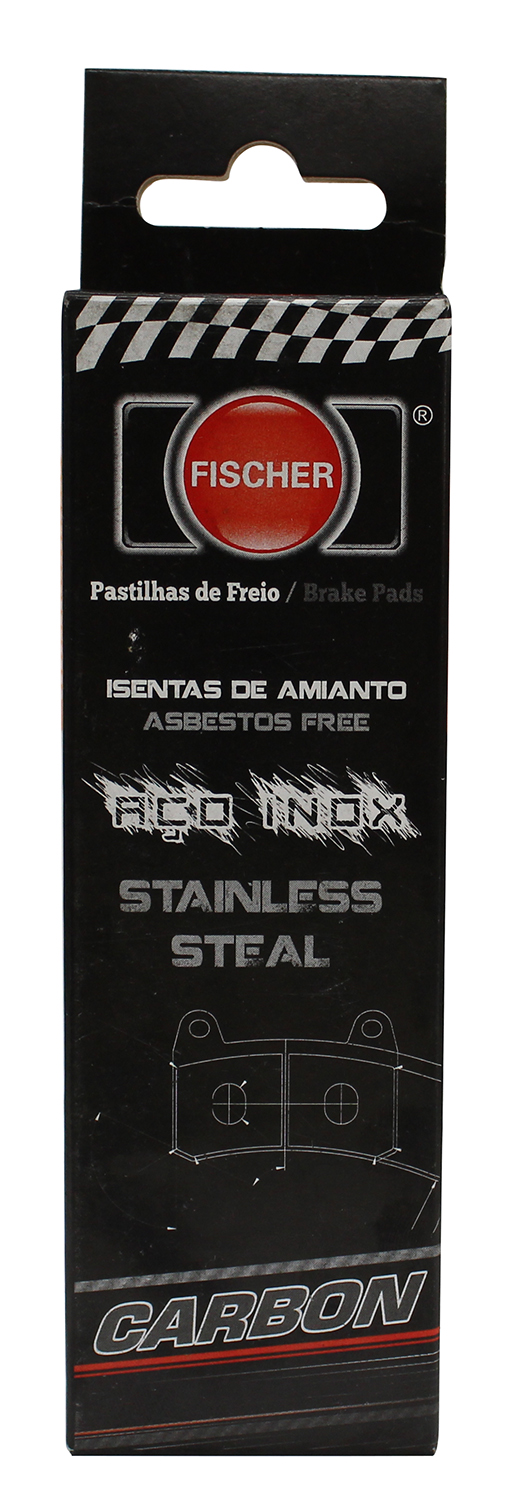 FISCHER ®
Pastilhas de Freio / Brake Pads
ISENTAS DE AMIANTO
ASBESTOS FREE
AÇO INOX
STAINLESS
STEAL
CARBON